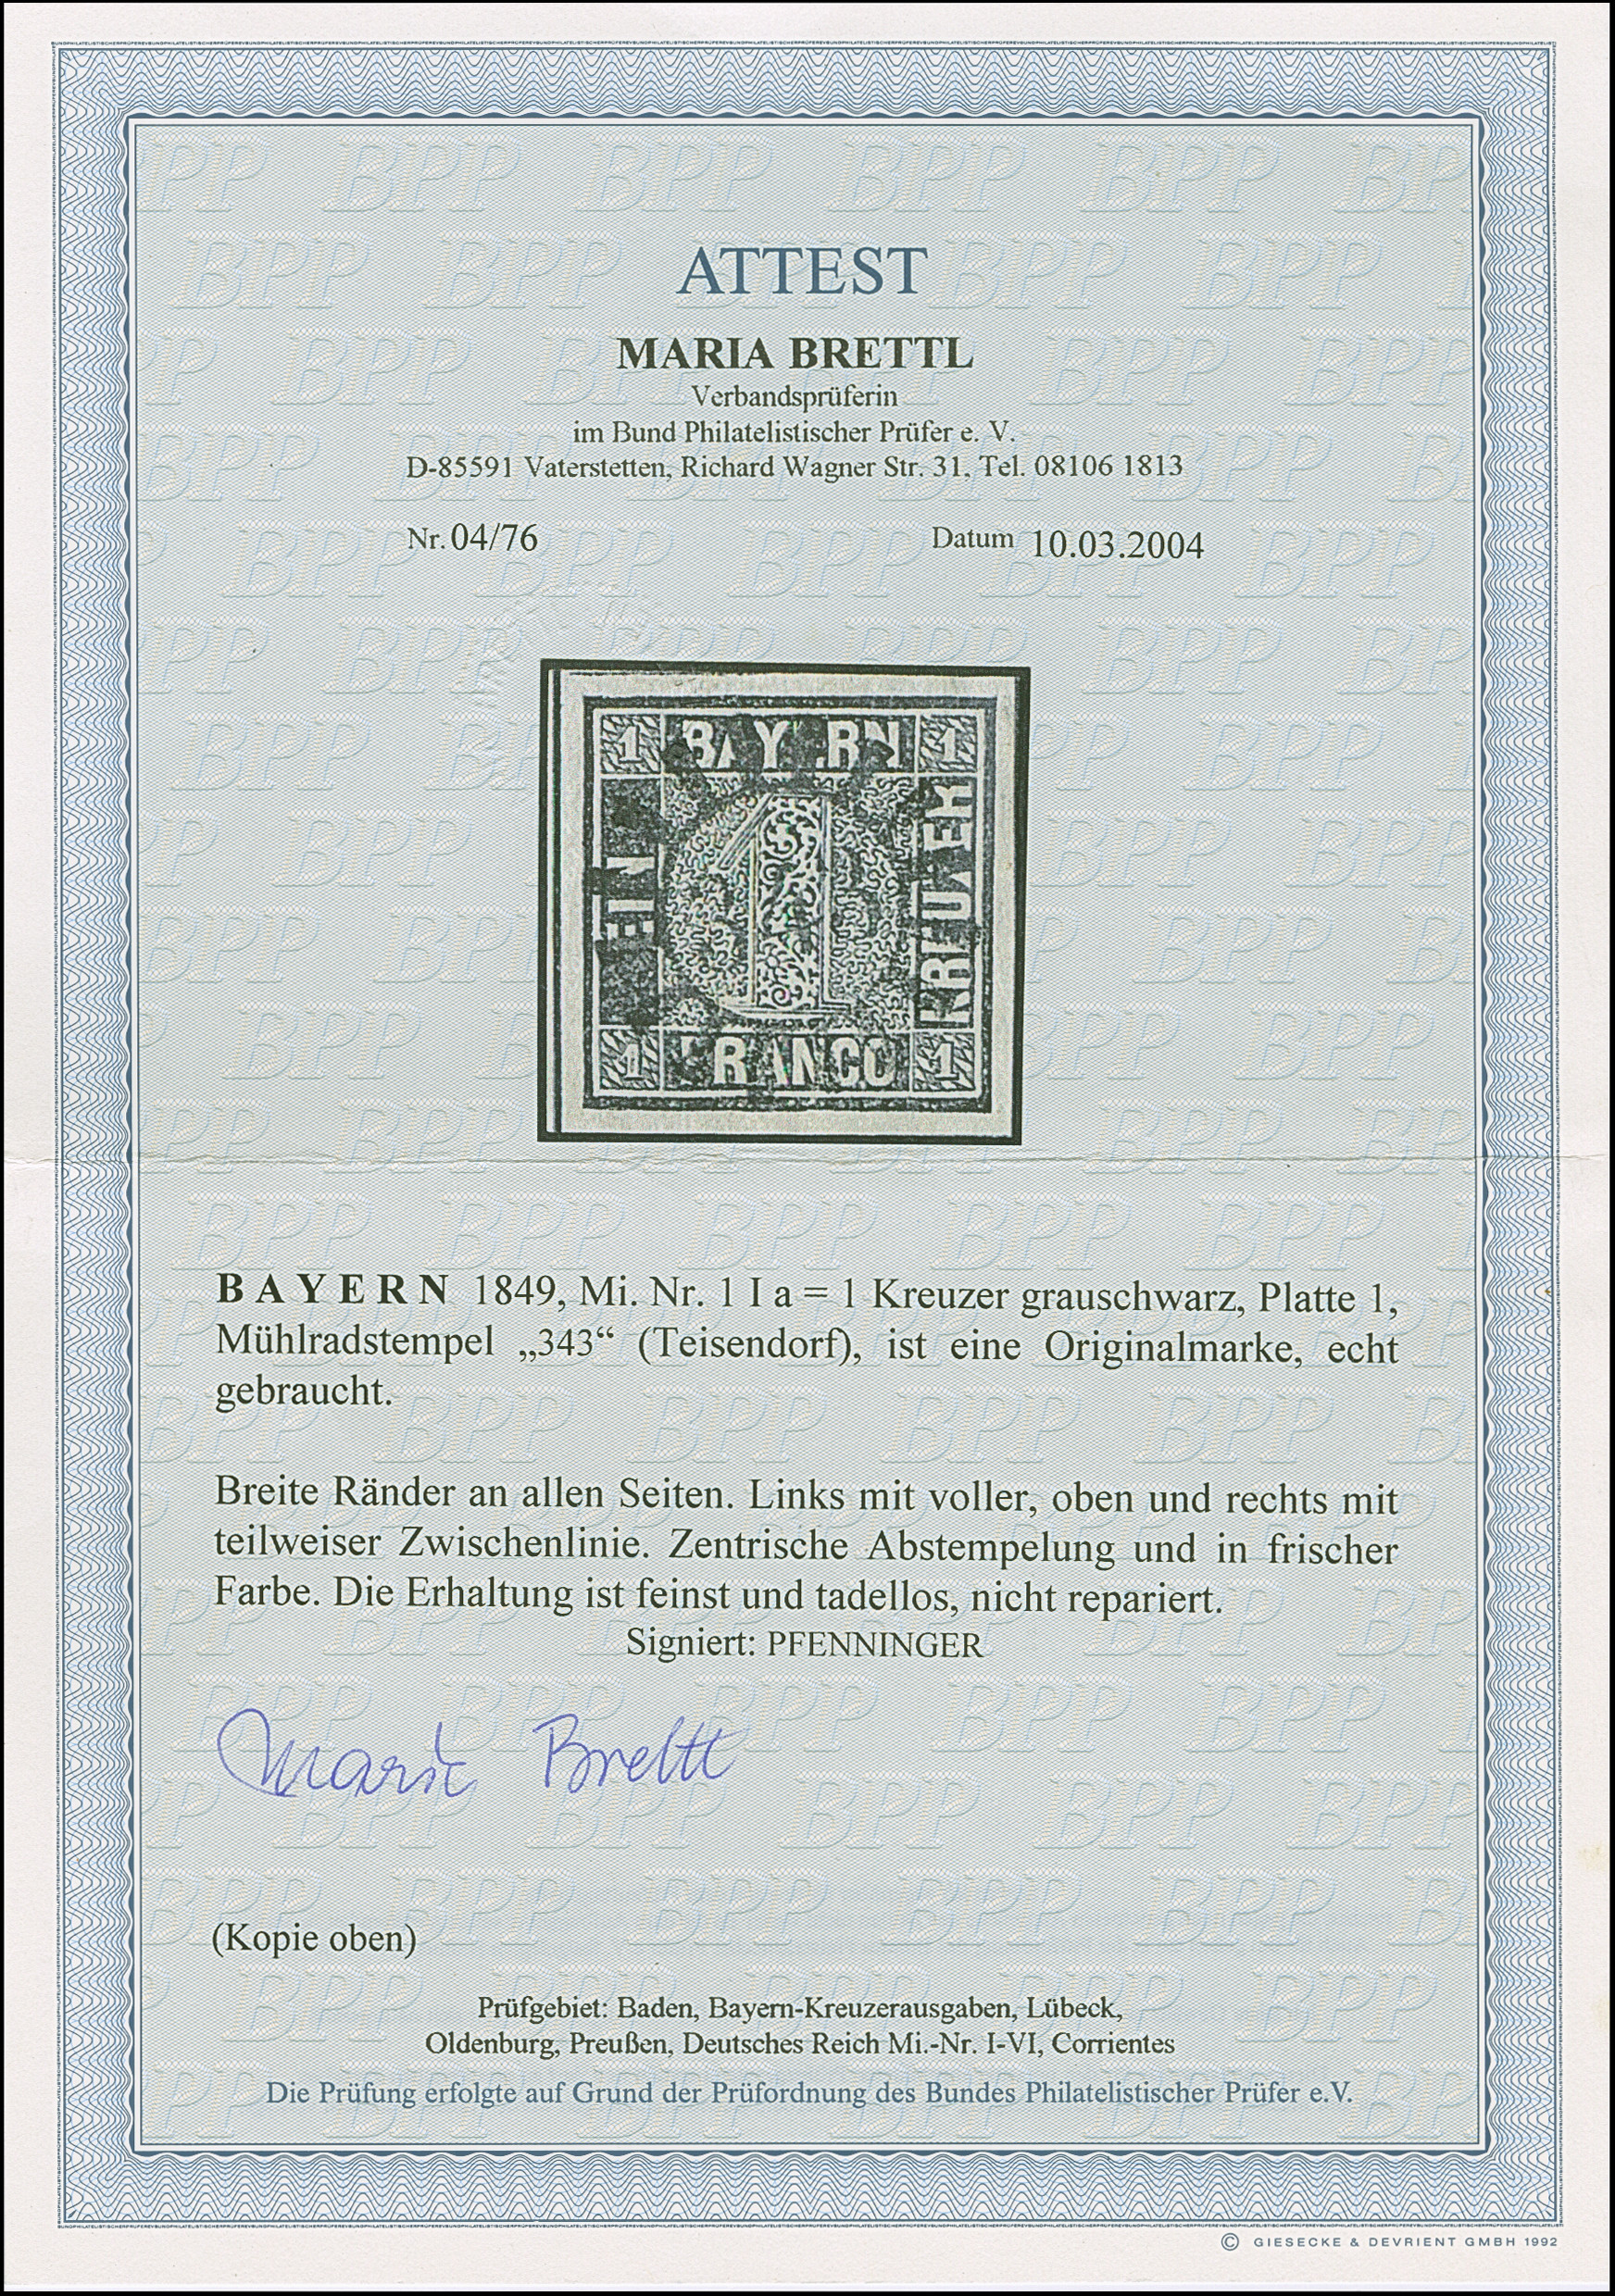 ATTEST
MARIA BRETTL
Verbandsprüferin
im Bund Philatelistischer Prüfer e. V.
D-85591 Vaterstetten, Richard Wagner Str. 31, Tel. 08106 1813
Nr. 04/76 Datum 10.03.2004
1 BAY RN 1
EIN
KREUZER
1 FRANCO 1
BAYERN 1849, Mi. Nr. 1 I a = 1 Kreuzer grauschwarz, Platte 1,
Mühlradstempel „343“ (Teisendorf), ist eine Originalmarke, echt
gebraucht.
Breite Ränder an allen Seiten. Links mit voller, oben und rechts mit
teilweiser Zwischenlinie. Zentrische Abstempelung und in frischer
Farbe. Die Erhaltung ist feinst und tadellos, nicht repariert.
Signiert: PFENNINGER
Maria Brettl
(Kopie oben)
Prüfgebiet: Baden, Bayern-Kreuzerausgaben, Lübeck,
Oldenburg, Preußen, Deutsches Reich Mi.-Nr. I-VI, Corrientes
Die Prüfung erfolgte auf Grund der Prüfordnung des Bundes Philatelistischer Prüfer e.V.
© GIESECKE & DEVRIENT GMBH 1992